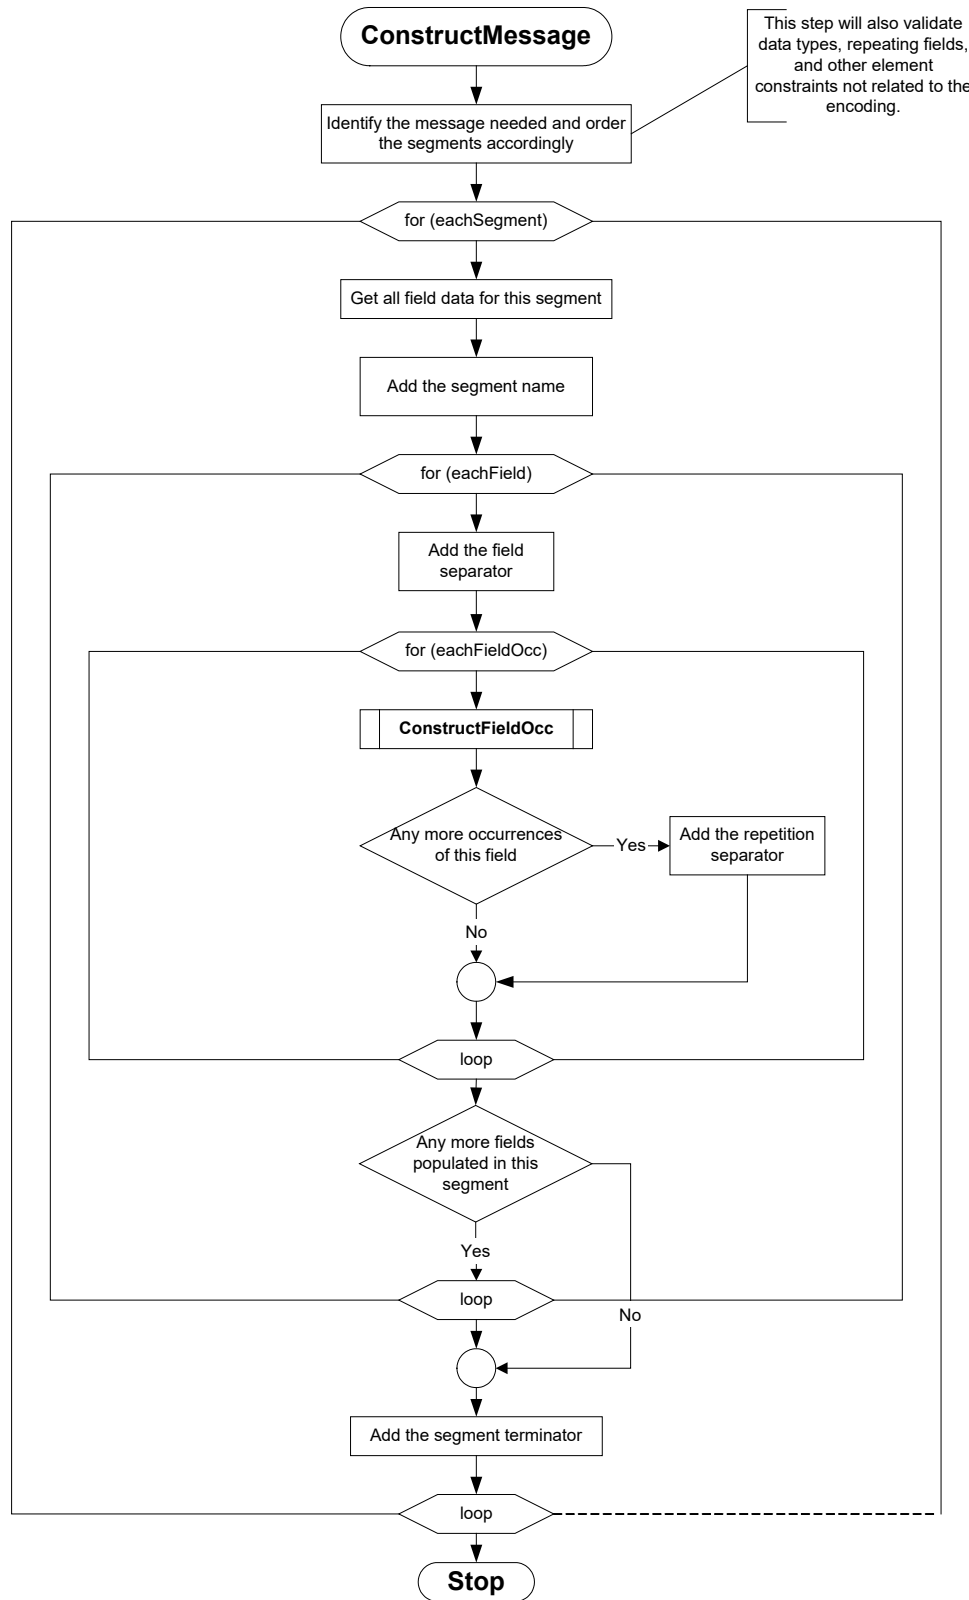 ConstructMessage
This step will also validate
data types, repeating fields,
and other element
constraints not related to the
encoding.
Identify the message needed and order
the segments accordingly
for (eachSegment)
Get all field data for this segment
Add the segment name
for (eachField)
Add the field
separator
for (eachFieldOcc)
ConstructFieldOcc
Any more occurrences
of this field
Yes
Add the repetition
separator
No
loop
Any more fields
populated in this
segment
Yes
loop
No
Add the segment terminator
loop
Stop